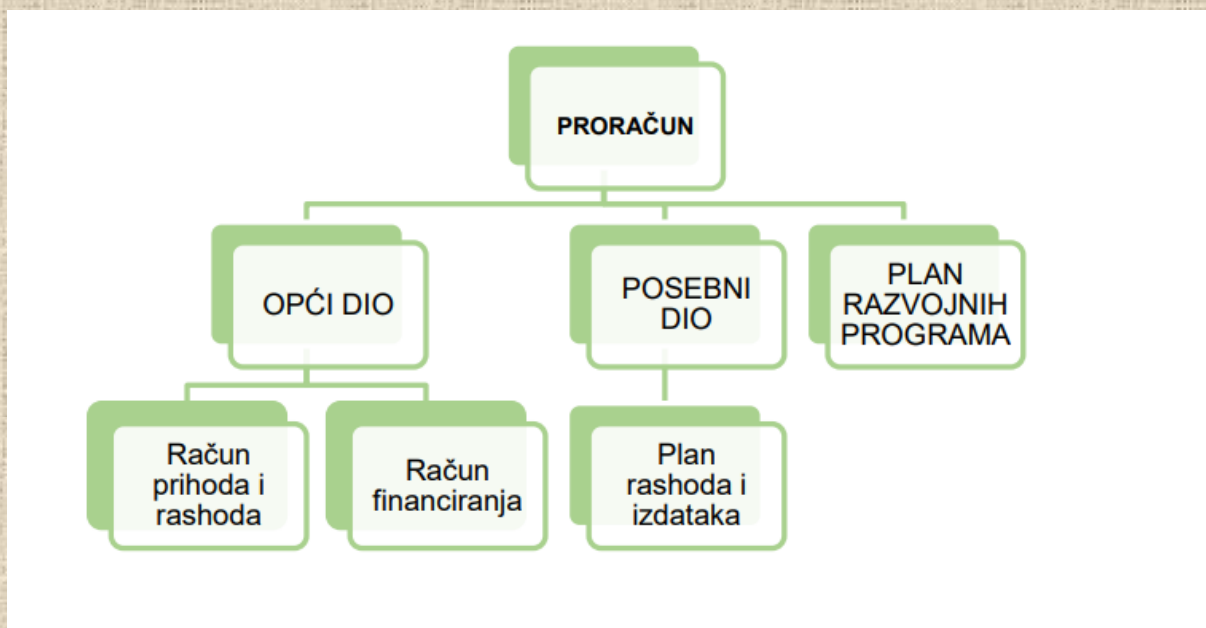 PRORAČUN
OPĆI DIO
POSEBNI
DIO
PLAN
RAZVOJNIH
PROGRAMA
Račun
prihoda i
rashoda
Račun
financiranja
Plan
rashoda i
izdataka